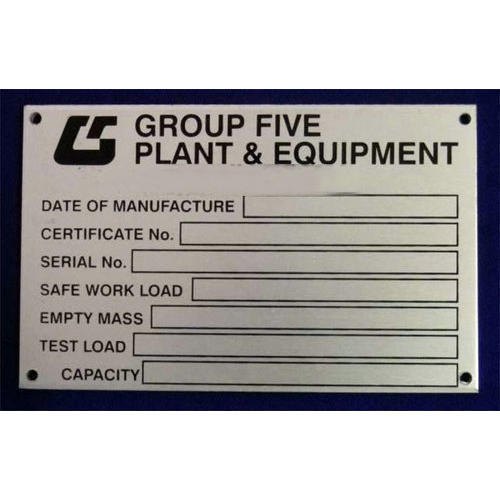 GROUP FIVE
PLANT & EQUIPMENT
DATE OF MANUFACTURE
CERTIFICATE No.
SERIAL No.
SAFE WORK LOAD
EMPTY MASS
TEST LOAD
CAPACITY